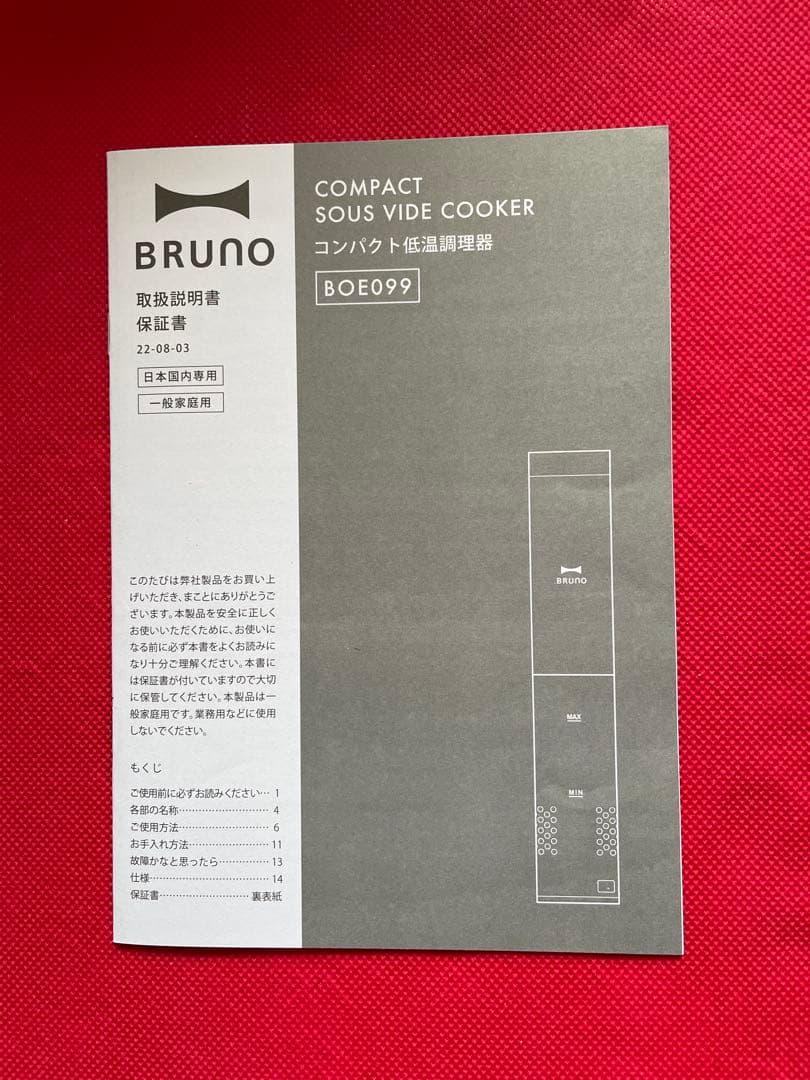 BRUNO
取扱説明書
保証書
22-08-03
日本国内専用
一般家庭用
このたびは弊社製品をお買い上
げいただき、まことにありがとうご
ざいます。本製品を安全に正しく
お使いいただくために、お使いに
なる前に必ず本書をよくお読みに
なり十分ご理解ください。本書に
は保証書が付いていますので大切
に保管してください。本製品は一
般家庭用です。業務用などに使用
しないでください。
もくじ
ご使用前に必ずお読みください… 1
各部の名称……………………… 4
ご使用方法……………………… 6
お手入れ方法…………………… 11
故障かなと思ったら…………… 13
仕様……………………………… 14
保証書……………………… 裏表紙
COMPACT
SOUS VIDE COOKER
コンパクト低温調理器
BOE099
BRUNO
MAX
MIN